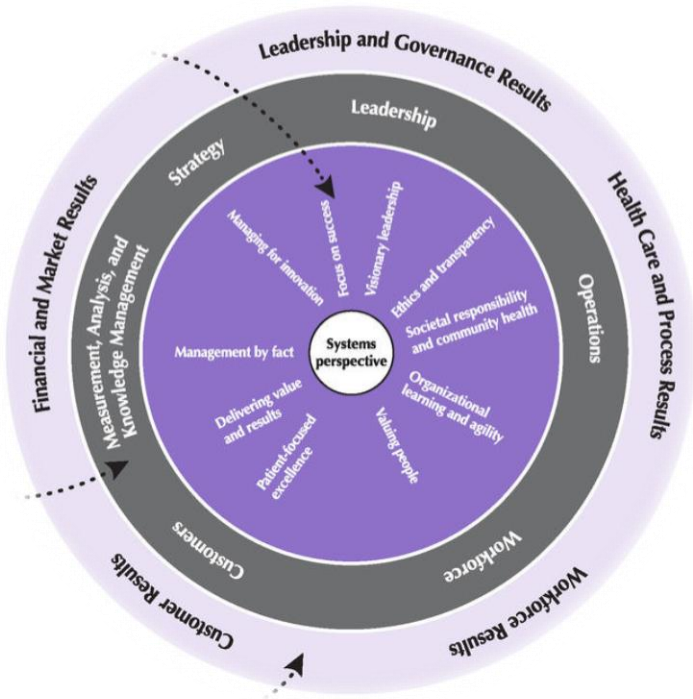 Leadership and Governance Results
Health Care and Process Results
Workforce Results
Customer Results
Financial and Market Results
Leadership
Operations
Workforce
Customers
Measurement, Analysis, and
Knowledge Management
Strategy
Focus on success
Visionary leadership
Ethics and transparency
Societal responsibility
and community health
Organizational
learning and agility
Valuing people
Patient-focused
excellence
Delivering value
and results
Management by fact
Managing for innovation
Systems
perspective